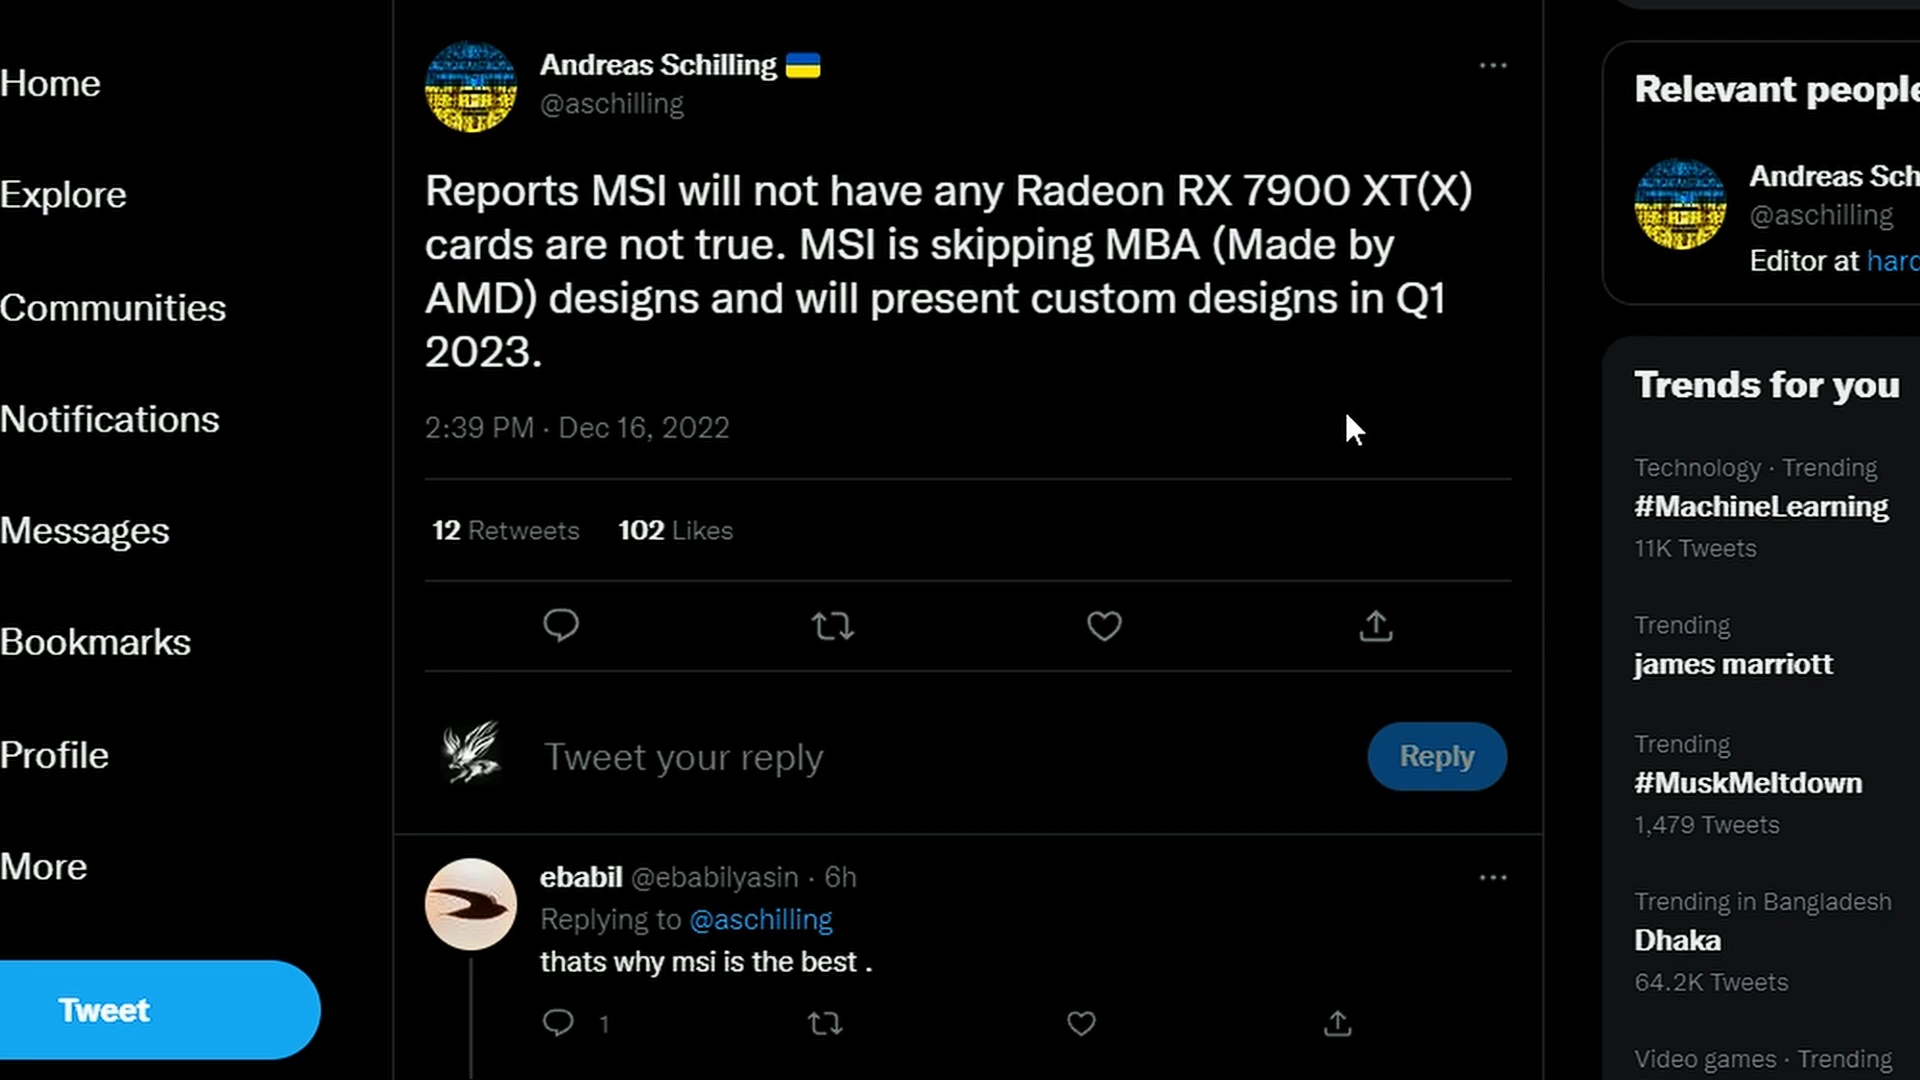 Home
Explore
Communities
Notifications
Messages
Bookmarks
Profile
More
Tweet
Andreas Schilling
@aschilling
Reports MSI will not have any Radeon RX 7900 XT(X)
cards are not true. MSI is skipping MBA (Made by
AMD) designs and will present custom designs in Q1
2023.
2:39 PM · Dec 16, 2022
12 Retweets 102 Likes
Tweet your reply
Reply
ebabil @ebabilyasin · 6h
Replying to @aschilling
thats why msi is the best .
1
Relevant people
Andreas Sch
@aschilling
Editor at hard
Trends for you
Technology · Trending
#MachineLearning
11K Tweets
Trending
james marriott
Trending
#MuskMeltdown
1,479 Tweets
Trending in Bangladesh
Dhaka
64.2K Tweets
Video games · Trending